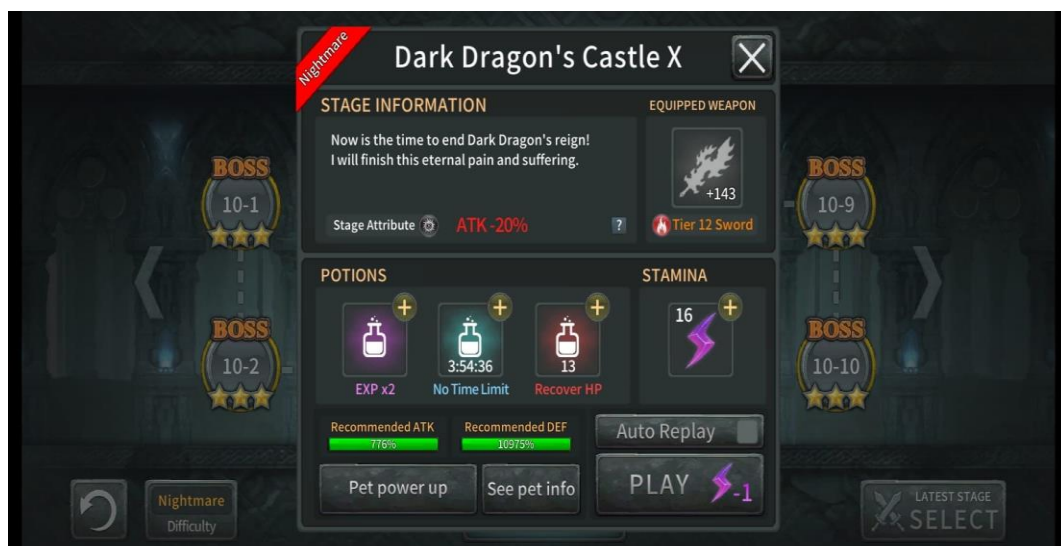 Nightmare
Dark Dragon's Castle X
STAGE INFORMATION
Now is the time to end Dark Dragon's reign!
I will finish this eternal pain and suffering.
Stage Attribute
ATK -20%
?
EQUIPPED WEAPON
+143
Tier 12 Sword
POTIONS
EXP x2
3:54:36
No Time Limit
13
Recover HP
STAMINA
16
Recommended ATK
776%
Recommended DEF
10975%
Auto Replay
Pet power up
See pet info
PLAY -1
BOSS
10-1
BOSS
10-2
BOSS
10-9
BOSS
10-10
Nightmare
Difficulty
LATEST STAGE
SELECT